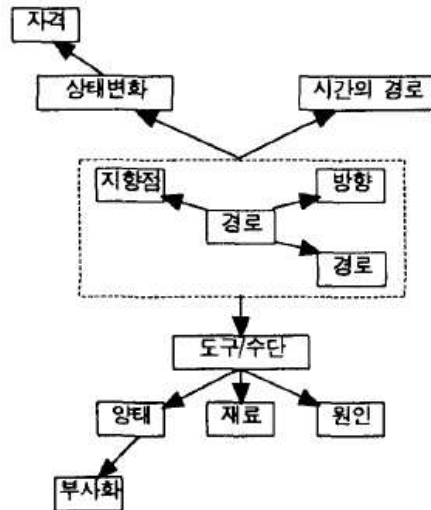 자격
상태변화 시간의 경로
지향점 방향
경로
경로
도구/수단
양태 재료 원인
부사화